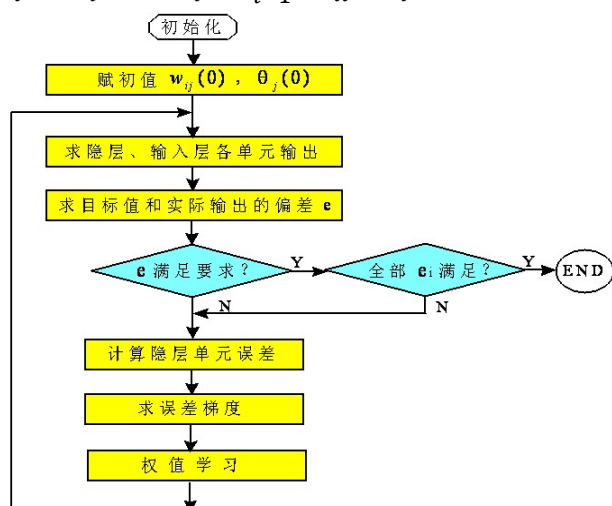 初始化
赋初值 w_ij(0) , θ_j(0)
求隐层、输入层各单元输出
求目标值和实际输出的偏差 e
e 满足要求? Y 全部 e_i 满足? Y END
N N
计算隐层单元误差
求误差梯度
权值学习